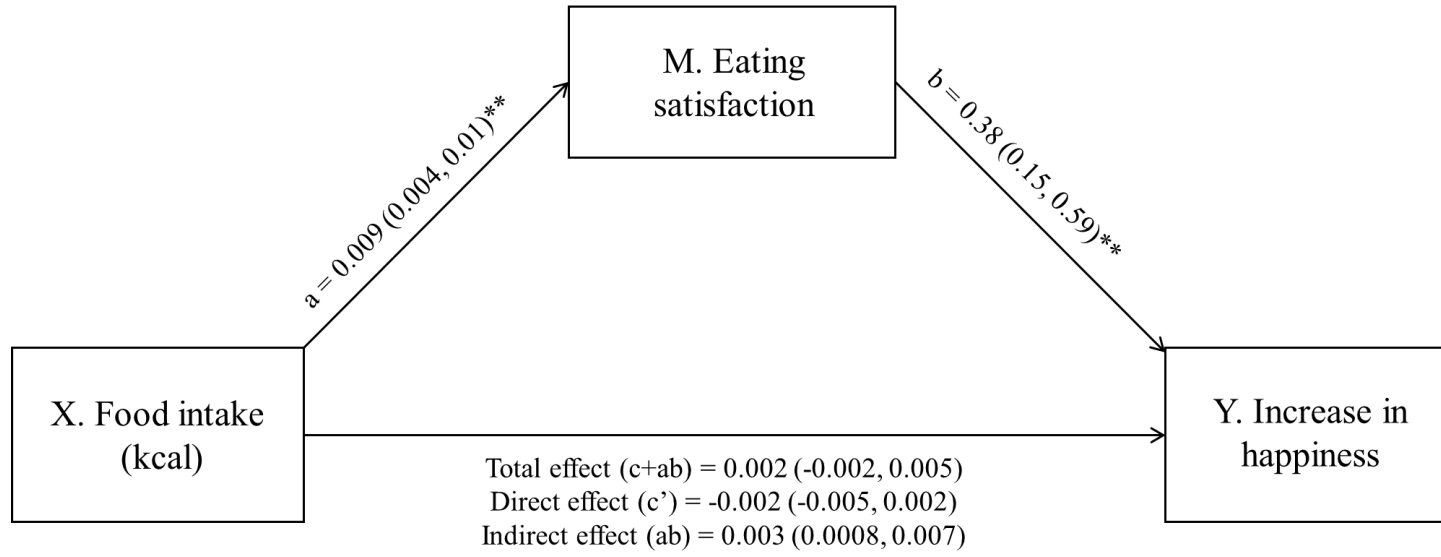 M. Eating
satisfaction
a = 0.009 (0.004, 0.01)**
b = 0.38 (0.15, 0.59)**
X. Food intake
(kcal)
Y. Increase in
happiness
Total effect (c+ab) = 0.002 (-0.002, 0.005)
Direct effect (c’) = -0.002 (-0.005, 0.002)
Indirect effect (ab) = 0.003 (0.0008, 0.007)